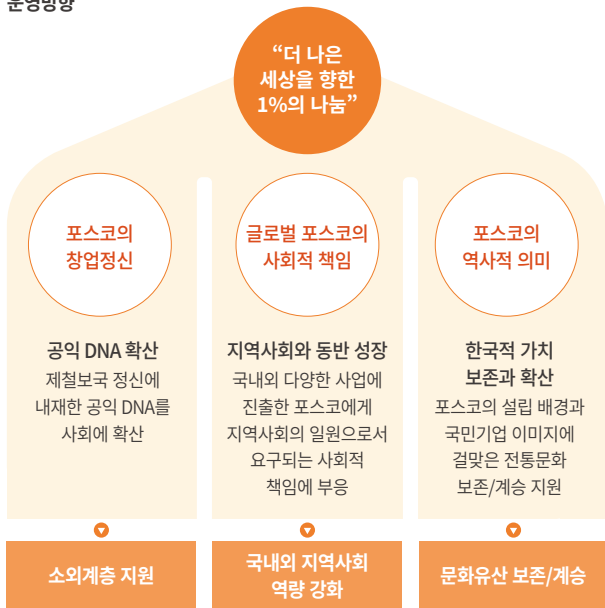 운영방향
“더 나은
세상을 향한
1%의 나눔”
포스코의
창업정신
공익 DNA 확산
제철보국 정신에
내재한 공익 DNA를
사회에 확산
소외계층 지원
글로벌 포스코의
사회적 책임
지역사회와 동반 성장
국내외 다양한 사업에
진출한 포스코에게
지역사회의 일원으로서
요구되는 사회적
책임에 부응
국내외 지역사회
역량 강화
포스코의
역사적 의미
한국적 가치
보존과 확산
포스코의 설립 배경과
국민기업 이미지에
걸맞은 전통문화
보존/계승 지원
문화유산 보존/계승